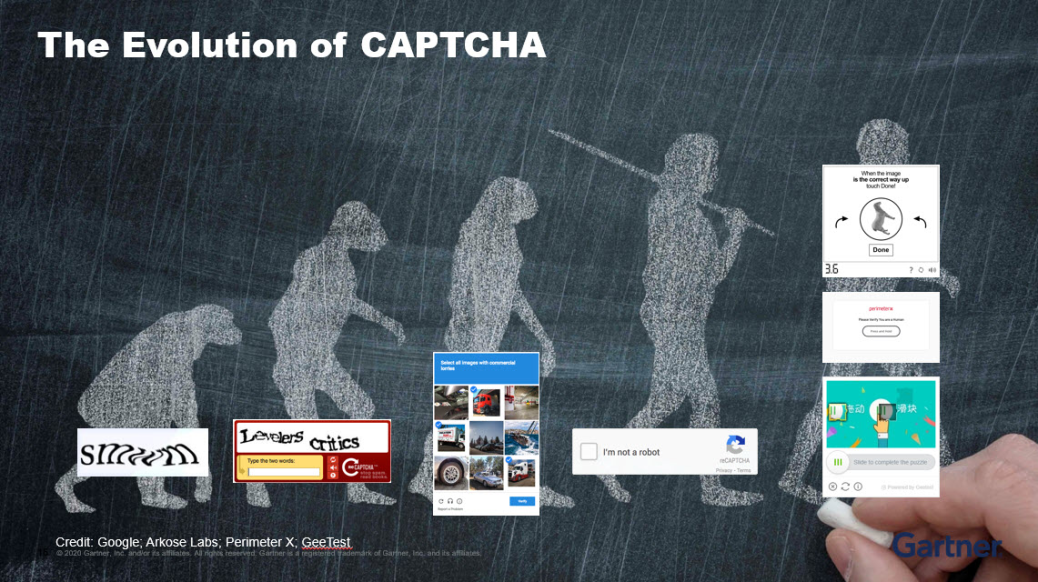 The Evolution of CAPTCHA
When the image
is the correct way up
touch Done!
Done
3.6
?
perimeterx
Please Verify You are a Human
Press and Hold
Select all images with commercial
lorries
Verify
Report a Problem
smwm
Levelers critics
Type the two words:
reCAPTCHA
stop spam.
read books.
I'm not a robot
reCAPTCHA
Privacy - Terms
拖动 滑块
Slide to complete the puzzle
Powered by GeeTest
Credit: Google; Arkose Labs; Perimeter X; GeeTest
© 2020 Gartner, Inc. and/or its affiliates. All rights reserved. Gartner is a registered trademark of Gartner, Inc. and its affiliates.
Gartner